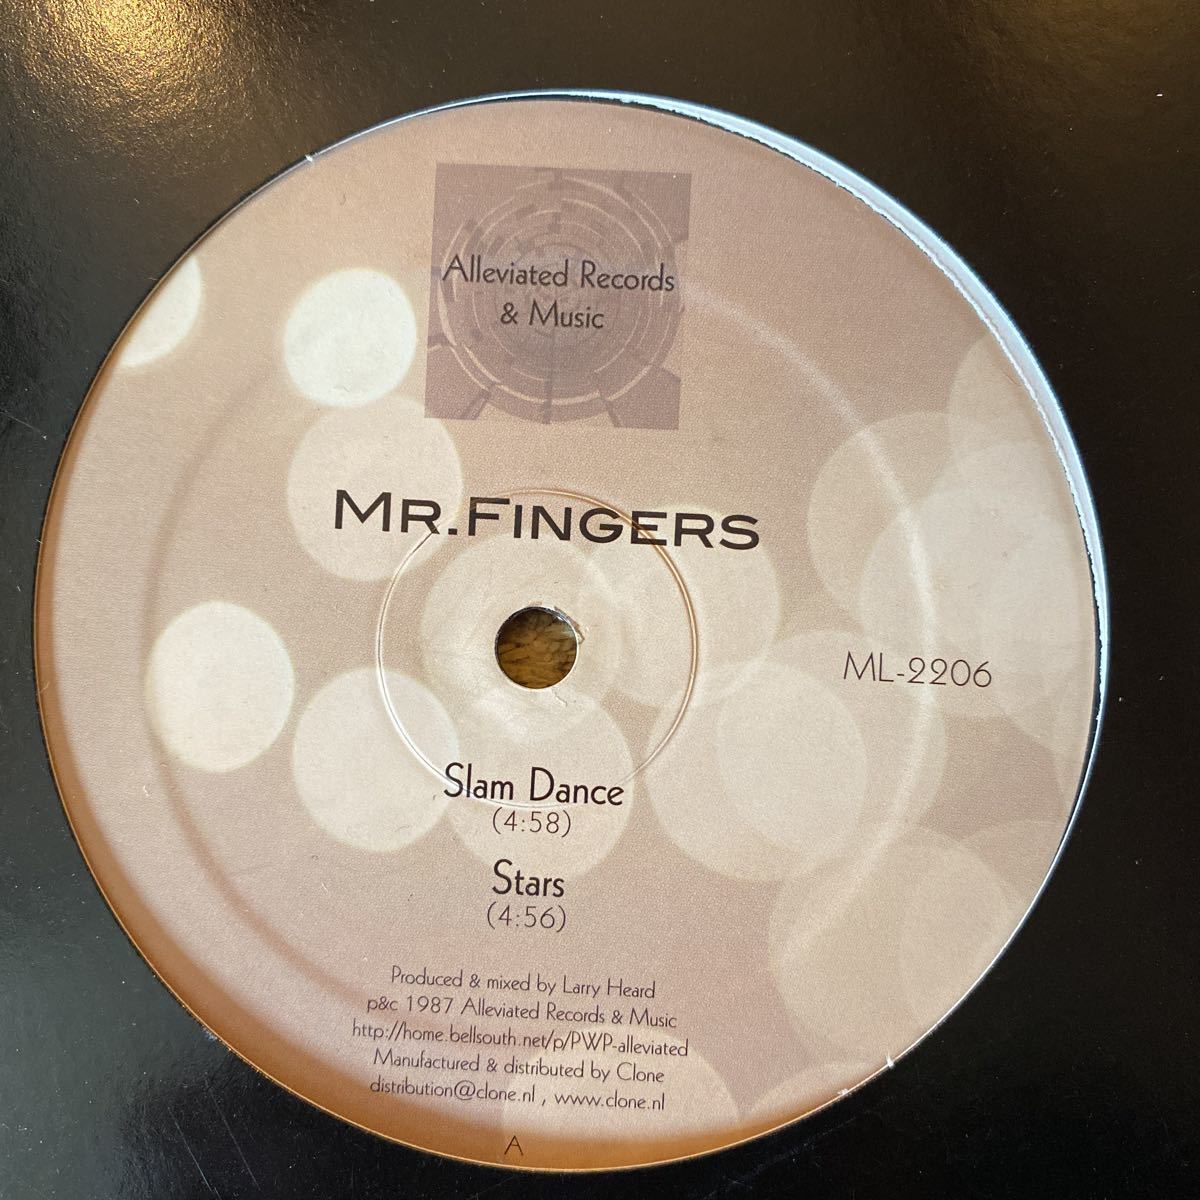 Alleviated Records
& Music
MR.FINGERS
ML-2206
Slam Dance
(4:58)
Stars
(4:56)
Produced & mixed by Larry Heard
p&c 1987 Alleviated Records & Music
http://home.bellsouth.net/p/PWP-alleviated
Manufactured & distributed by Clone
distribution@clone.nl , www.clone.nl
A